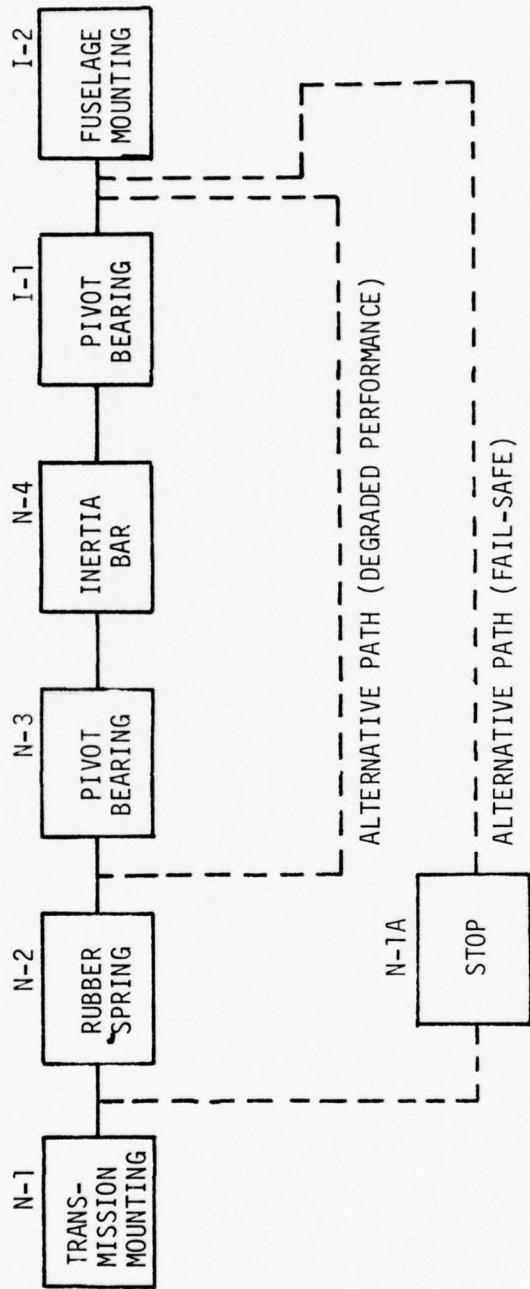 N-1
TRANS-
MISSION
MOUNTING
N-2
RUBBER
SPRING
N-3
PIVOT
BEARING
N-4
INERTIA
BAR
I-1
PIVOT
BEARING
I-2
FUSELAGE
MOUNTING
ALTERNATIVE PATH (DEGRADED PERFORMANCE)
N-1A
STOP
ALTERNATIVE PATH (FAIL-SAFE)